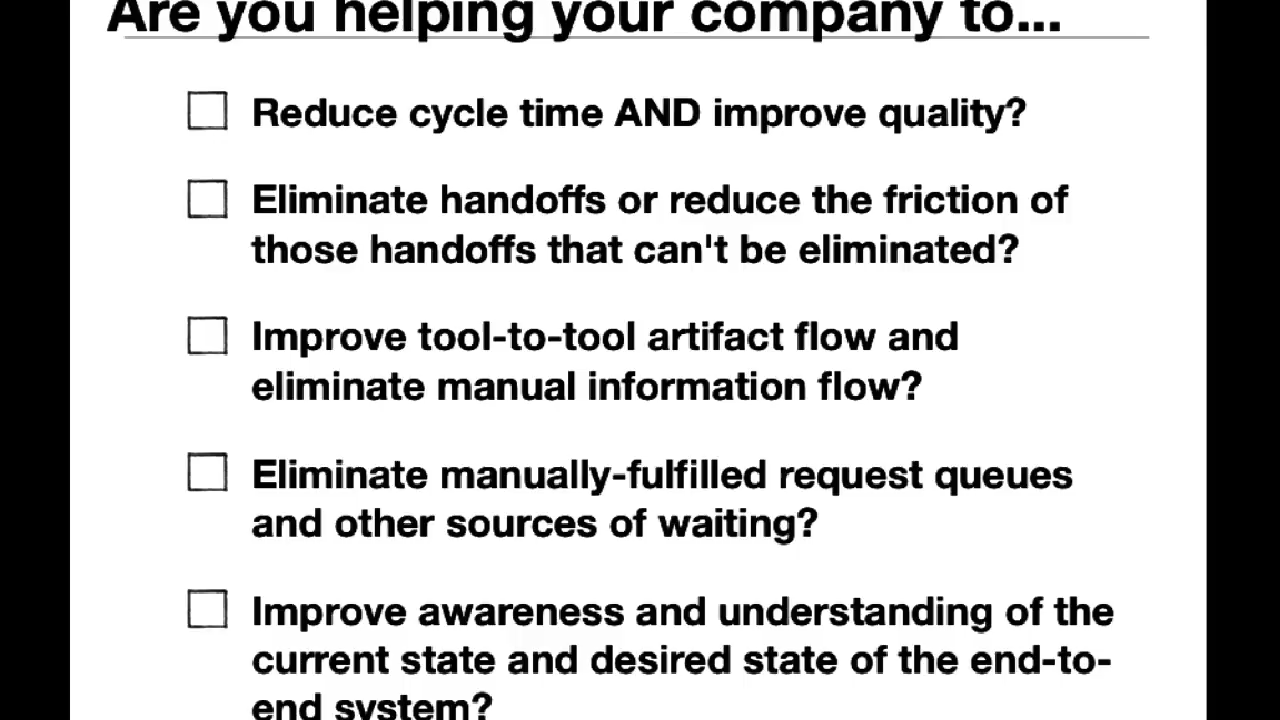 Are you helping your company to...
Reduce cycle time AND improve quality?
Eliminate handoffs or reduce the friction of
those handoffs that can't be eliminated?
Improve tool-to-tool artifact flow and
eliminate manual information flow?
Eliminate manually-fulfilled request queues
and other sources of waiting?
Improve awareness and understanding of the
current state and desired state of the end-to-
end system?